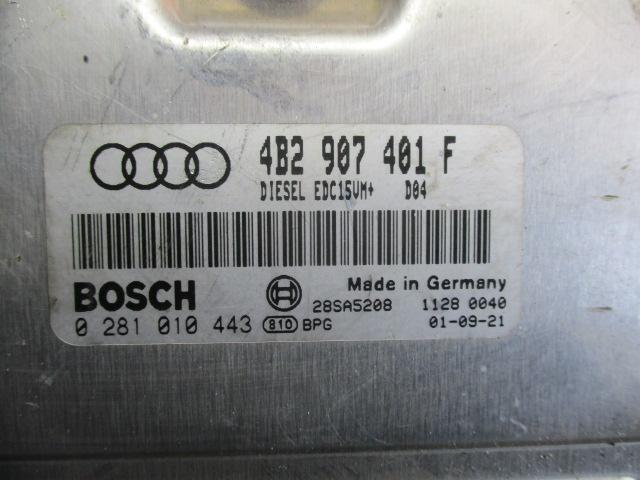 4B2 907 401 F
DIESEL EDC15VM+ D04
BOSCH
Made in Germany
28SA5208 1128 0040
0 281 010 443 810 BPG 01-09-21